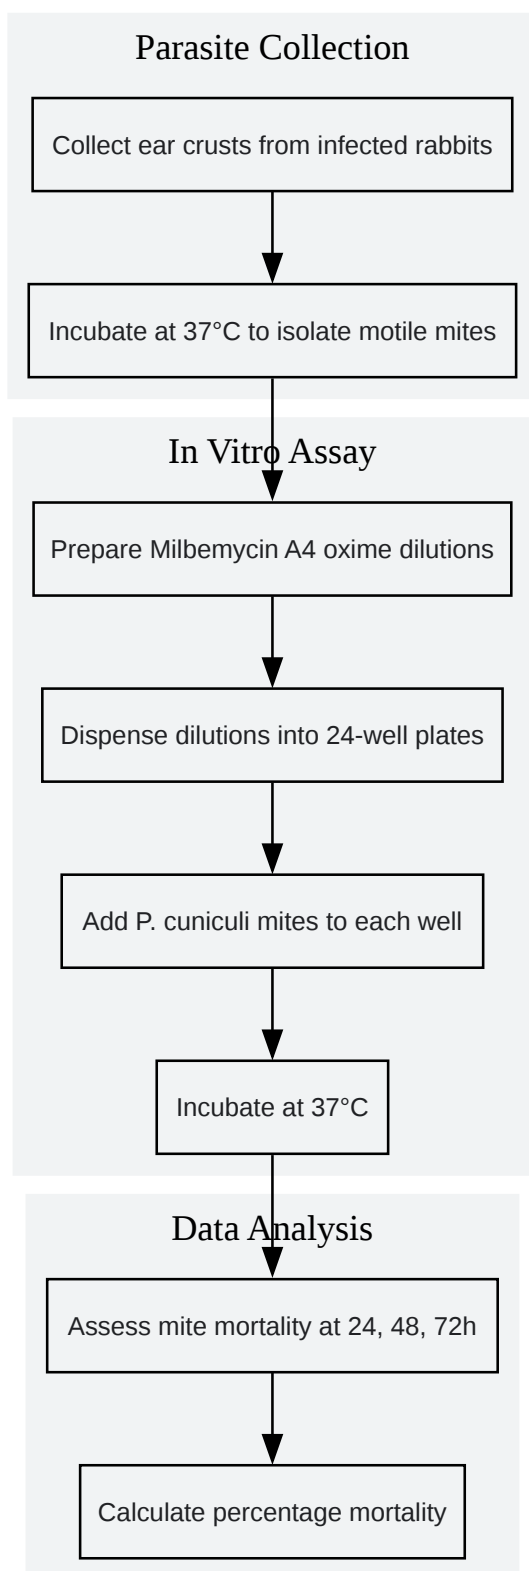 Parasite Collection
Collect ear crusts from infected rabbits
Incubate at 37°C to isolate motile mites
In Vitro Assay
Prepare Milbemycin A4 oxime dilutions
Dispense dilutions into 24-well plates
Add P. cuniculi mites to each well
Incubate at 37°C
Data Analysis
Assess mite mortality at 24, 48, 72h
Calculate percentage mortality